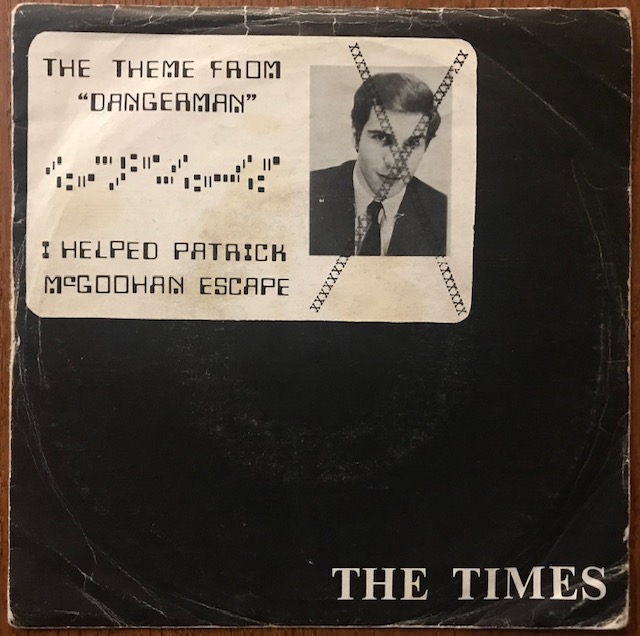 THE THEME FROM
“DANGERMAN”
I HELPED PATRICK
McGOOHAN ESCAPE
THE TIMES